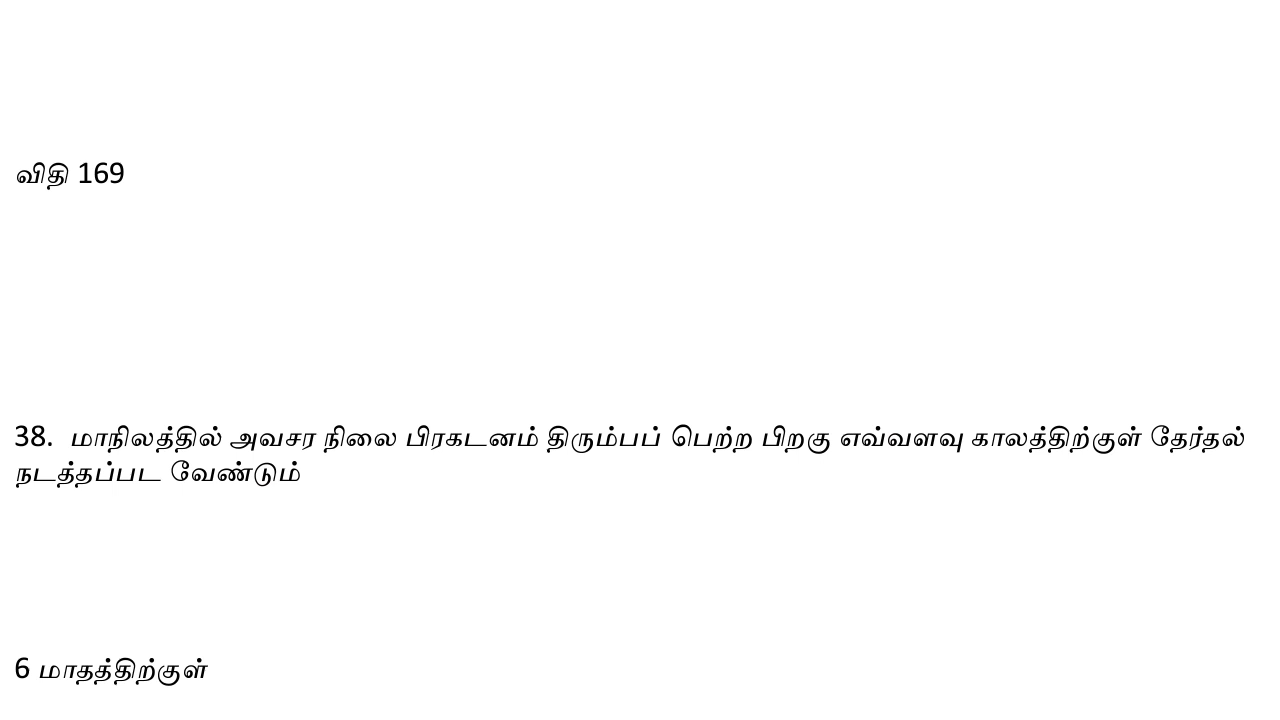 விதி 169
38. மாநிலத்தில் அவசர நிலை பிரகடனம் திரும்பப் பெற்ற பிறகு எவ்வளவு காலத்திற்குள் தேர்தல்
நடத்தப்பட வேண்டும்
6 மாதத்திற்குள்